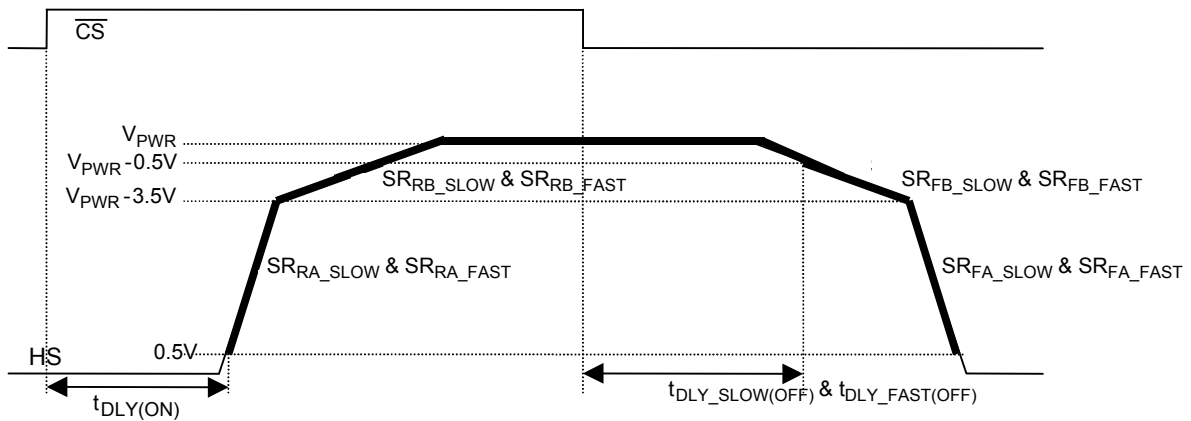 CS
VPWR
VPWR-0.5V
VPWR-3.5V
SRRB_SLOW & SRRB_FAST
SRFB_SLOW & SRFB_FAST
SRRA_SLOW & SRRA_FAST
SRFA_SLOW & SRFA_FAST
HS
0.5V
tDLY(ON)
tDLY_SLOW(OFF) & tDLY_FAST(OFF)